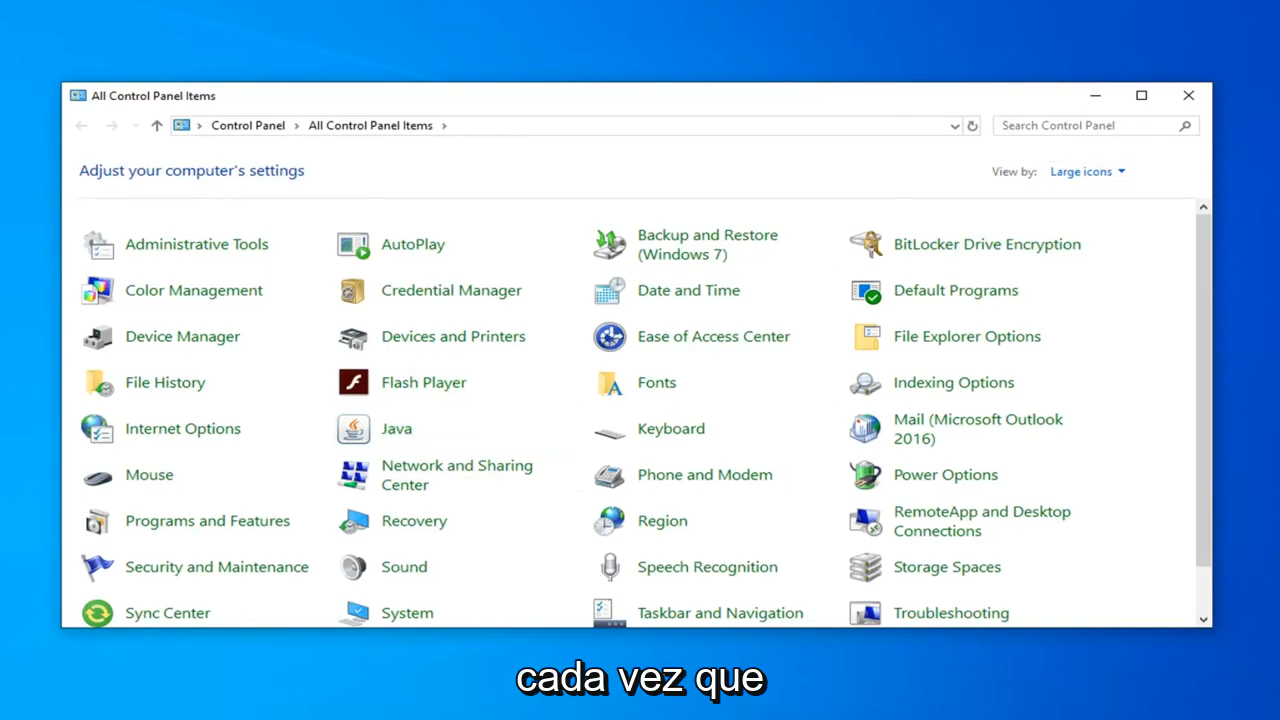 All Control Panel Items
Control Panel > All Control Panel Items >
Search Control Panel
Adjust your computer's settings
View by: Large icons
Administrative Tools
AutoPlay
Backup and Restore
(Windows 7)
BitLocker Drive Encryption
Color Management
Credential Manager
Date and Time
Default Programs
Device Manager
Devices and Printers
Ease of Access Center
File Explorer Options
File History
Flash Player
Fonts
Indexing Options
Internet Options
Java
Keyboard
Mail (Microsoft Outlook
2016)
Mouse
Network and Sharing
Center
Phone and Modem
Power Options
Programs and Features
Recovery
Region
RemoteApp and Desktop
Connections
Security and Maintenance
Sound
Speech Recognition
Storage Spaces
Sync Center
System
Taskbar and Navigation
Troubleshooting
cada vez que